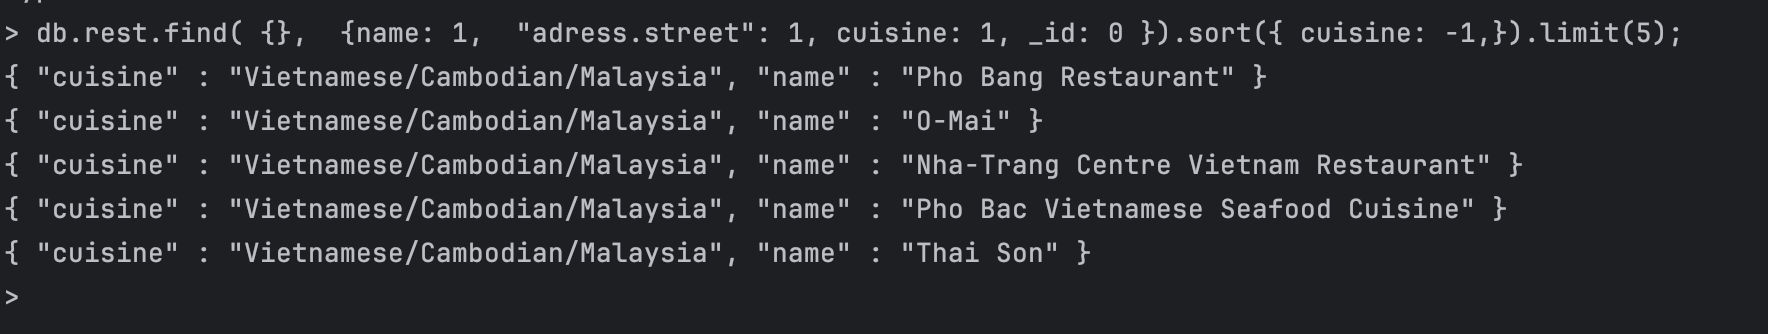 > db.rest.find( {},  {name: 1,  "adress.street": 1, cuisine: 1, _id: 0 }).sort({ cuisine: -1,}).limit(5);
{ "cuisine" : "Vietnamese/Cambodian/Malaysia", "name" : "Pho Bang Restaurant" }
{ "cuisine" : "Vietnamese/Cambodian/Malaysia", "name" : "O-Mai" }
{ "cuisine" : "Vietnamese/Cambodian/Malaysia", "name" : "Nha-Trang Centre Vietnam Restaurant" }
{ "cuisine" : "Vietnamese/Cambodian/Malaysia", "name" : "Pho Bac Vietnamese Seafood Cuisine" }
{ "cuisine" : "Vietnamese/Cambodian/Malaysia", "name" : "Thai Son" }
>